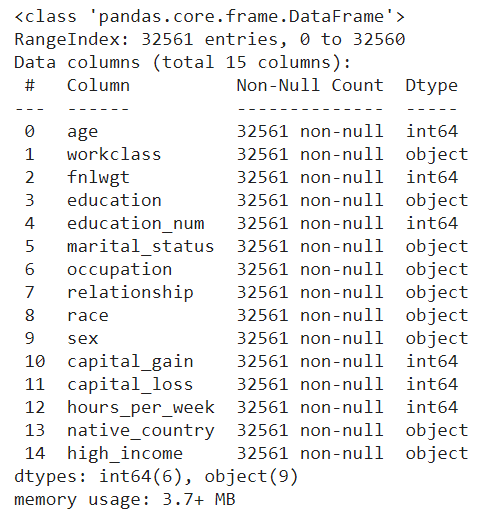 <class 'pandas.core.frame.DataFrame'>
RangeIndex: 32561 entries, 0 to 32560
Data columns (total 15 columns):
 #   Column          Non-Null Count  Dtype
---  ------          --------------  -----
 0   age             32561 non-null  int64
 1   workclass       32561 non-null  object
 2   fnlwgt          32561 non-null  int64
 3   education       32561 non-null  object
 4   education_num   32561 non-null  int64
 5   marital_status  32561 non-null  object
 6   occupation      32561 non-null  object
 7   relationship    32561 non-null  object
 8   race            32561 non-null  object
 9   sex             32561 non-null  object
 10  capital_gain    32561 non-null  int64
 11  capital_loss    32561 non-null  int64
 12  hours_per_week  32561 non-null  int64
 13  native_country  32561 non-null  object
 14  high_income     32561 non-null  object
dtypes: int64(6), object(9)
memory usage: 3.7+ MB